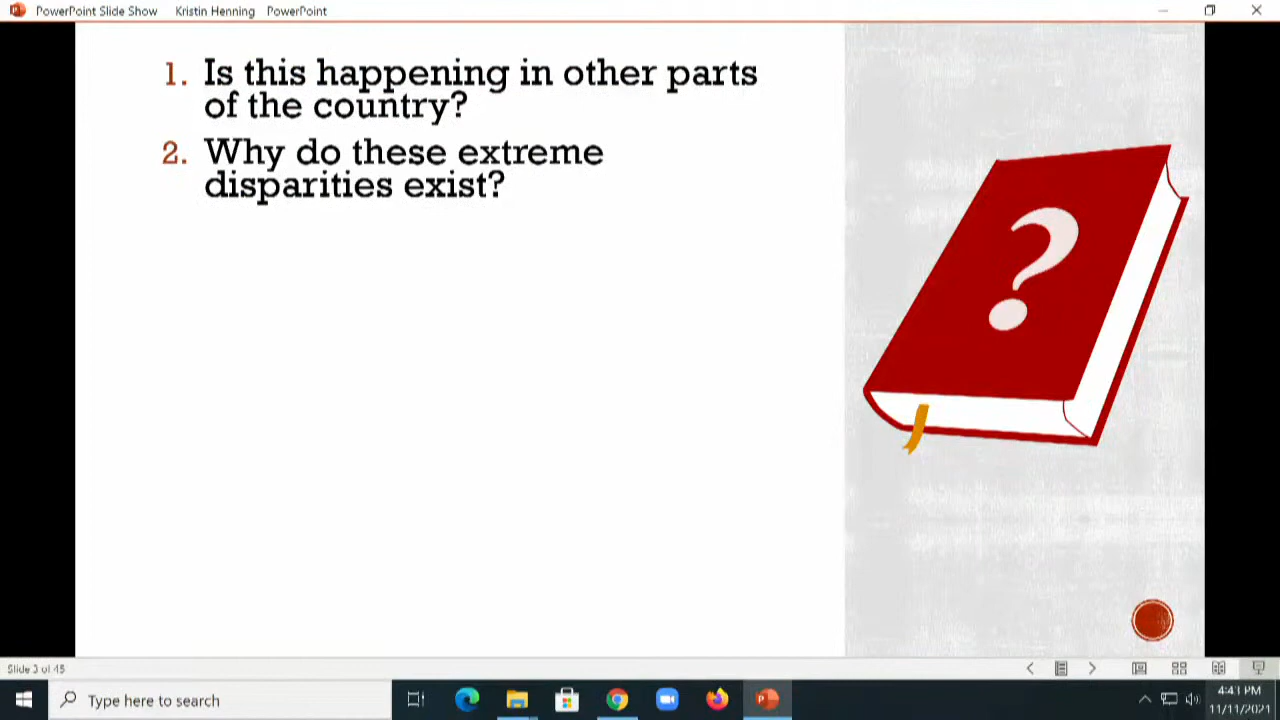 PowerPoint Slide Show Kristin Henning PowerPoint
1. Is this happening in other parts
of the country?
2. Why do these extreme
disparities exist?
?
Slide 3 of 45
Type here to search
4:43 PM
11/11/2021